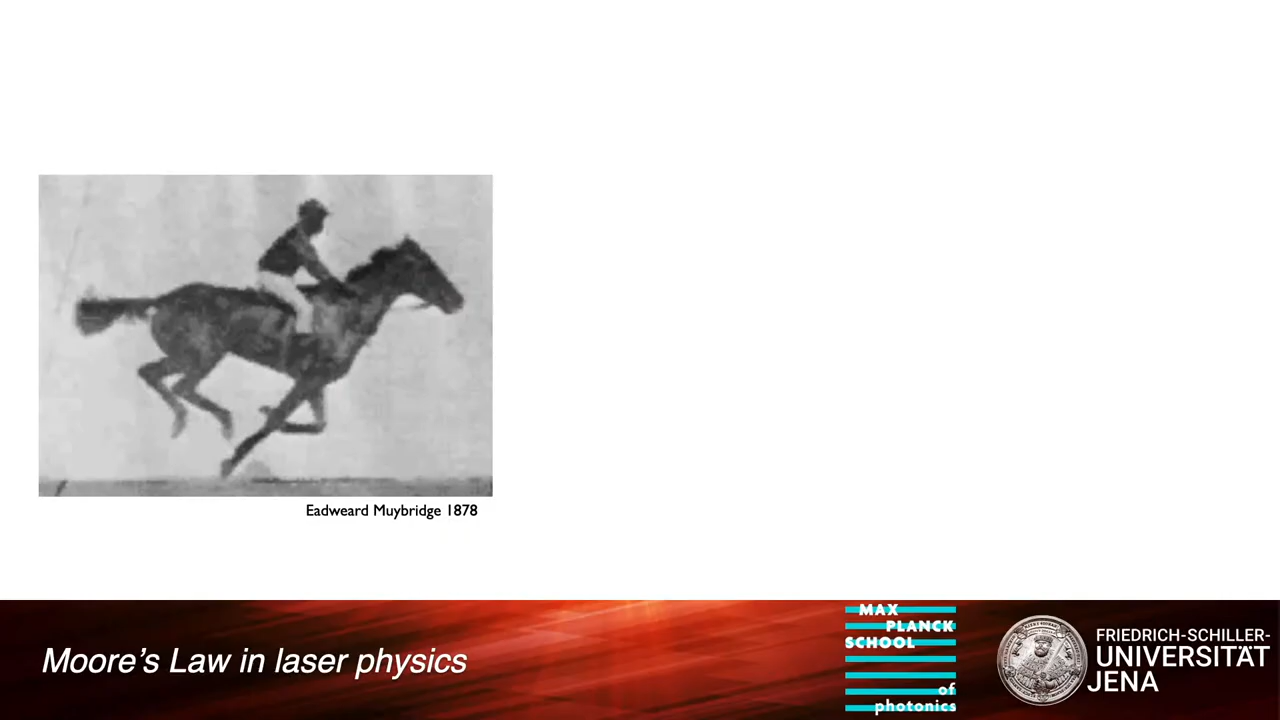 Eadweard Muybridge 1878
Moore's Law in laser physics
MAX
PLANCK
SCHOOL
of
photonics
FRIEDRICH-SCHILLER-
UNIVERSITÄT
JENA